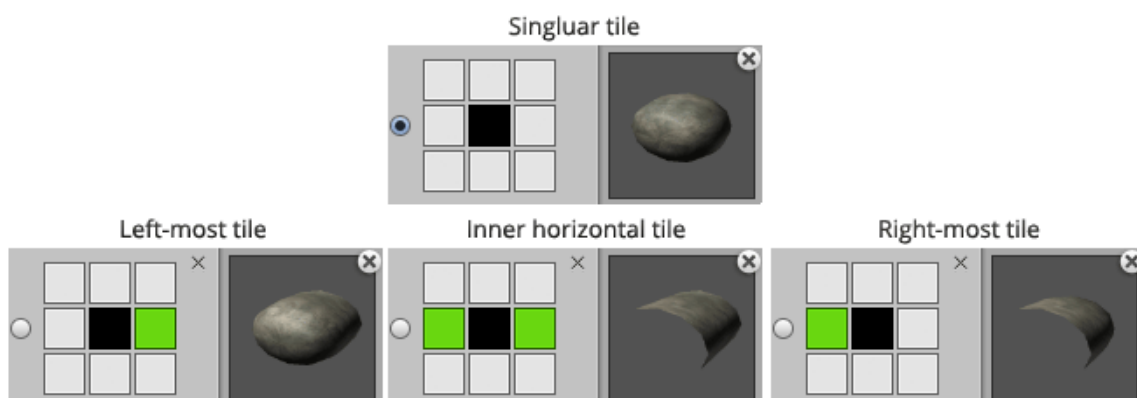 Singluar tile
Left-most tile
Inner horizontal tile
Right-most tile